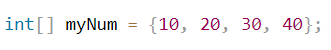 int[] myNum = {10, 20, 30, 40};